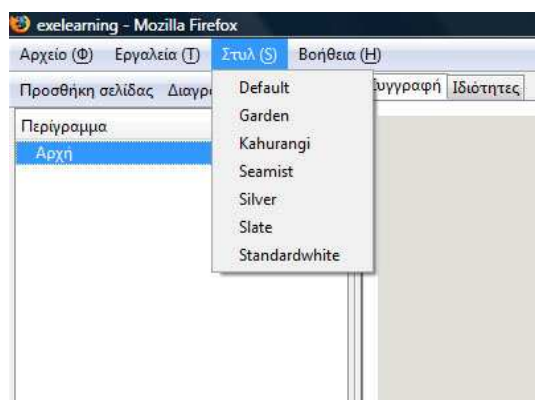 exelearning - Mozilla Firefox
Αρχείο (Φ) Εργαλεία (Τ) Στυλ (S) Βοήθεια (H)
Προσθήκη σελίδας Ιδιότητες
Περίγραμμα
Αρχή
Default
Garden
Kahurangi
Seamist
Silver
Slate
Standardwhite